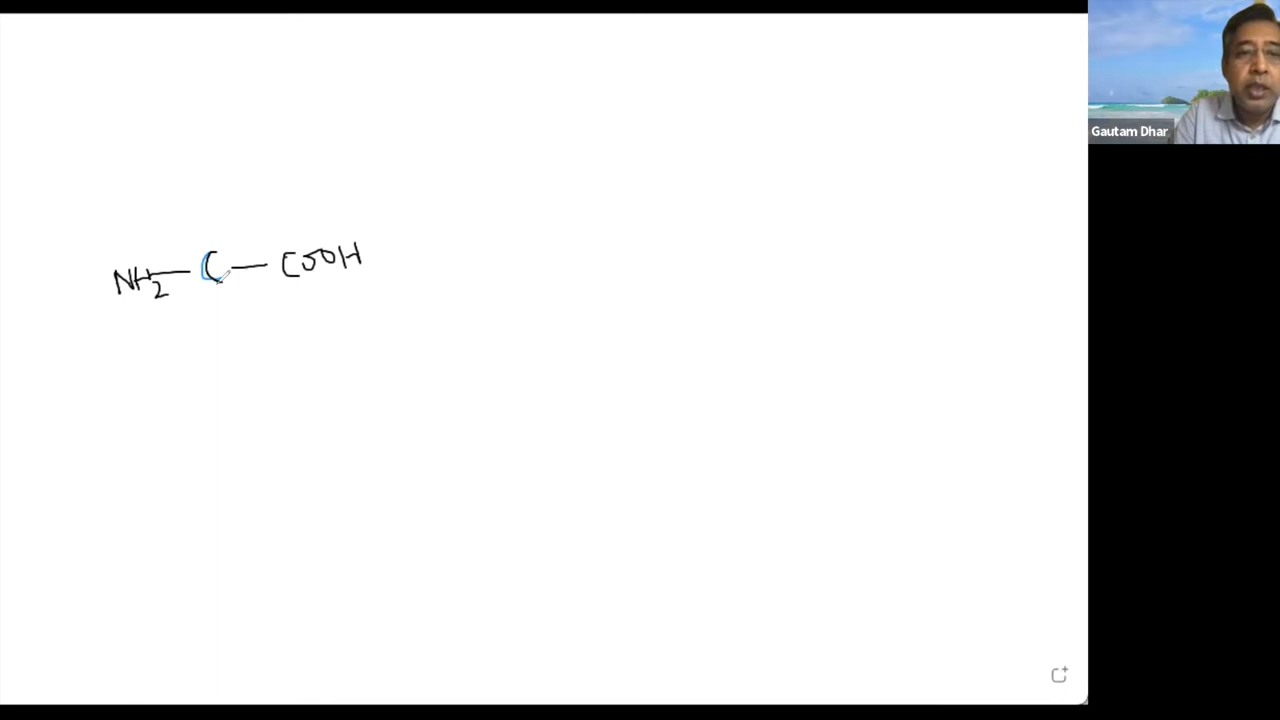 NH2 — C — COOH
Gautam Dhar